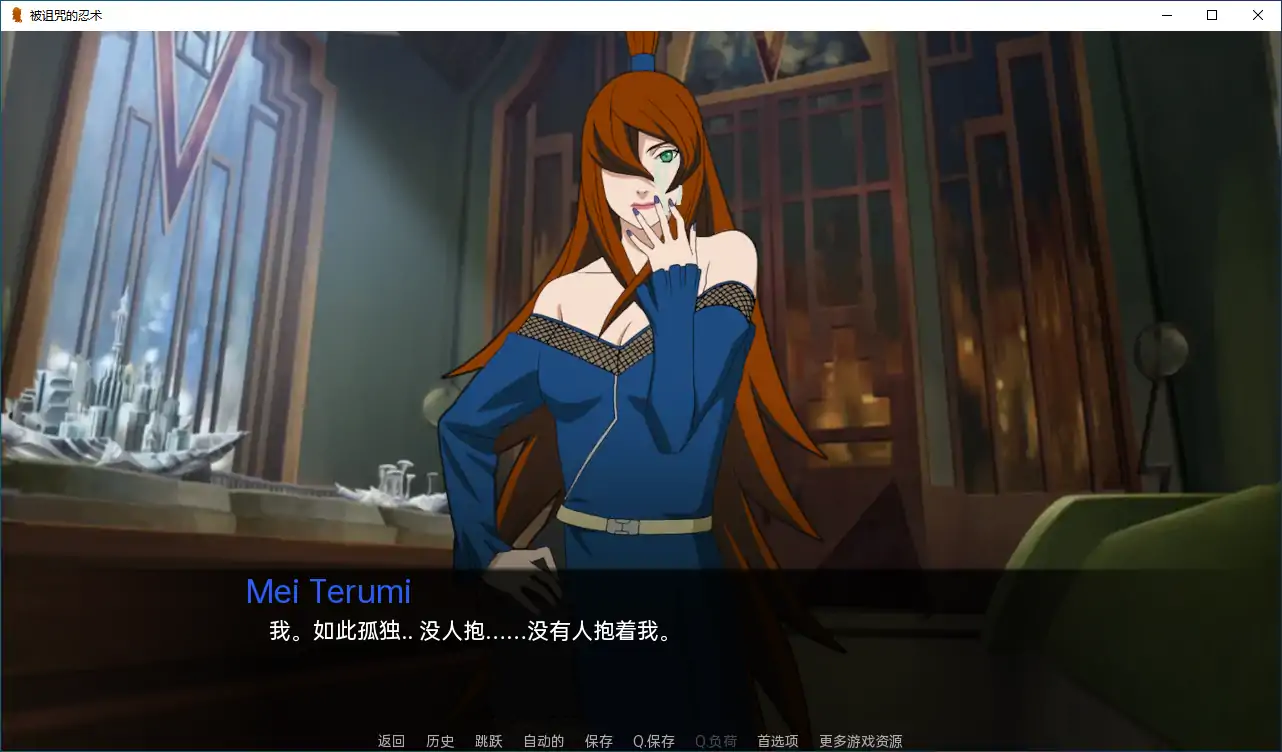 被诅咒的忍术
Mei Terumi
我。如此孤独.. 没人抱……没有人抱着我。
返回 历史 跳跃 自动的 保存 Q.保存 Q.负荷 首选项 更多游戏资源